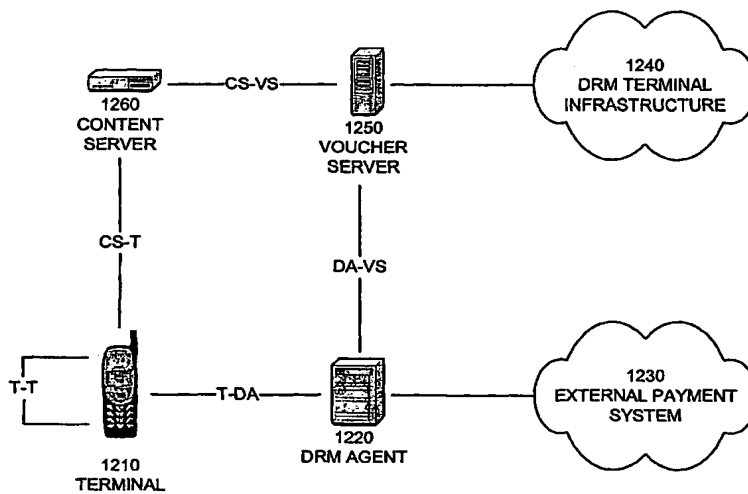 1260
CONTENT
SERVER
CS-VS
1250
VOUCHER
SERVER
1240
DRM TERMINAL
INFRASTRUCTURE
CS-T
DA-VS
T-T
1210
TERMINAL
T-DA
1220
DRM AGENT
1230
EXTERNAL PAYMENT
SYSTEM